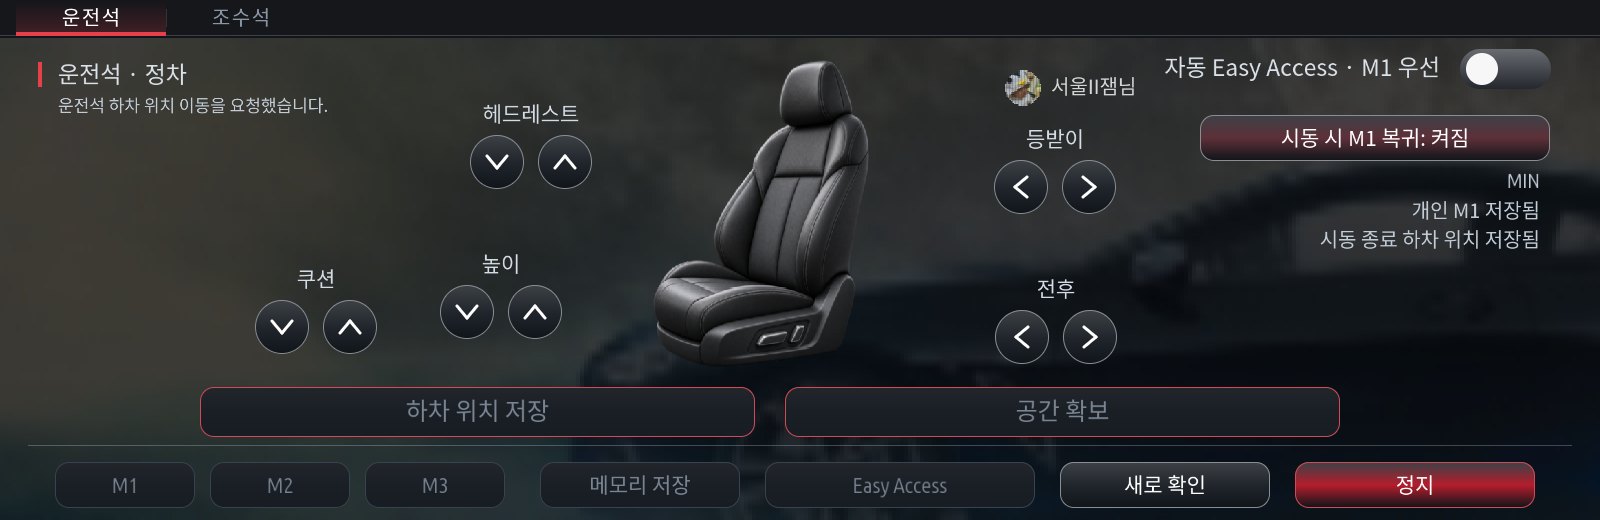 운전석
조수석
운전석 · 정차
운전석 하차 위치 이동을 요청했습니다.
서울II잼님
자동 Easy Access · M1 우선
헤드레스트
등받이
시동 시 M1 복귀: 켜짐
MIN
개인 M1 저장됨
시동 종료 하차 위치 저장됨
쿠션
높이
전후
하차 위치 저장
공간 확보
M1
M2
M3
메모리 저장
Easy Access
새로 확인
정지